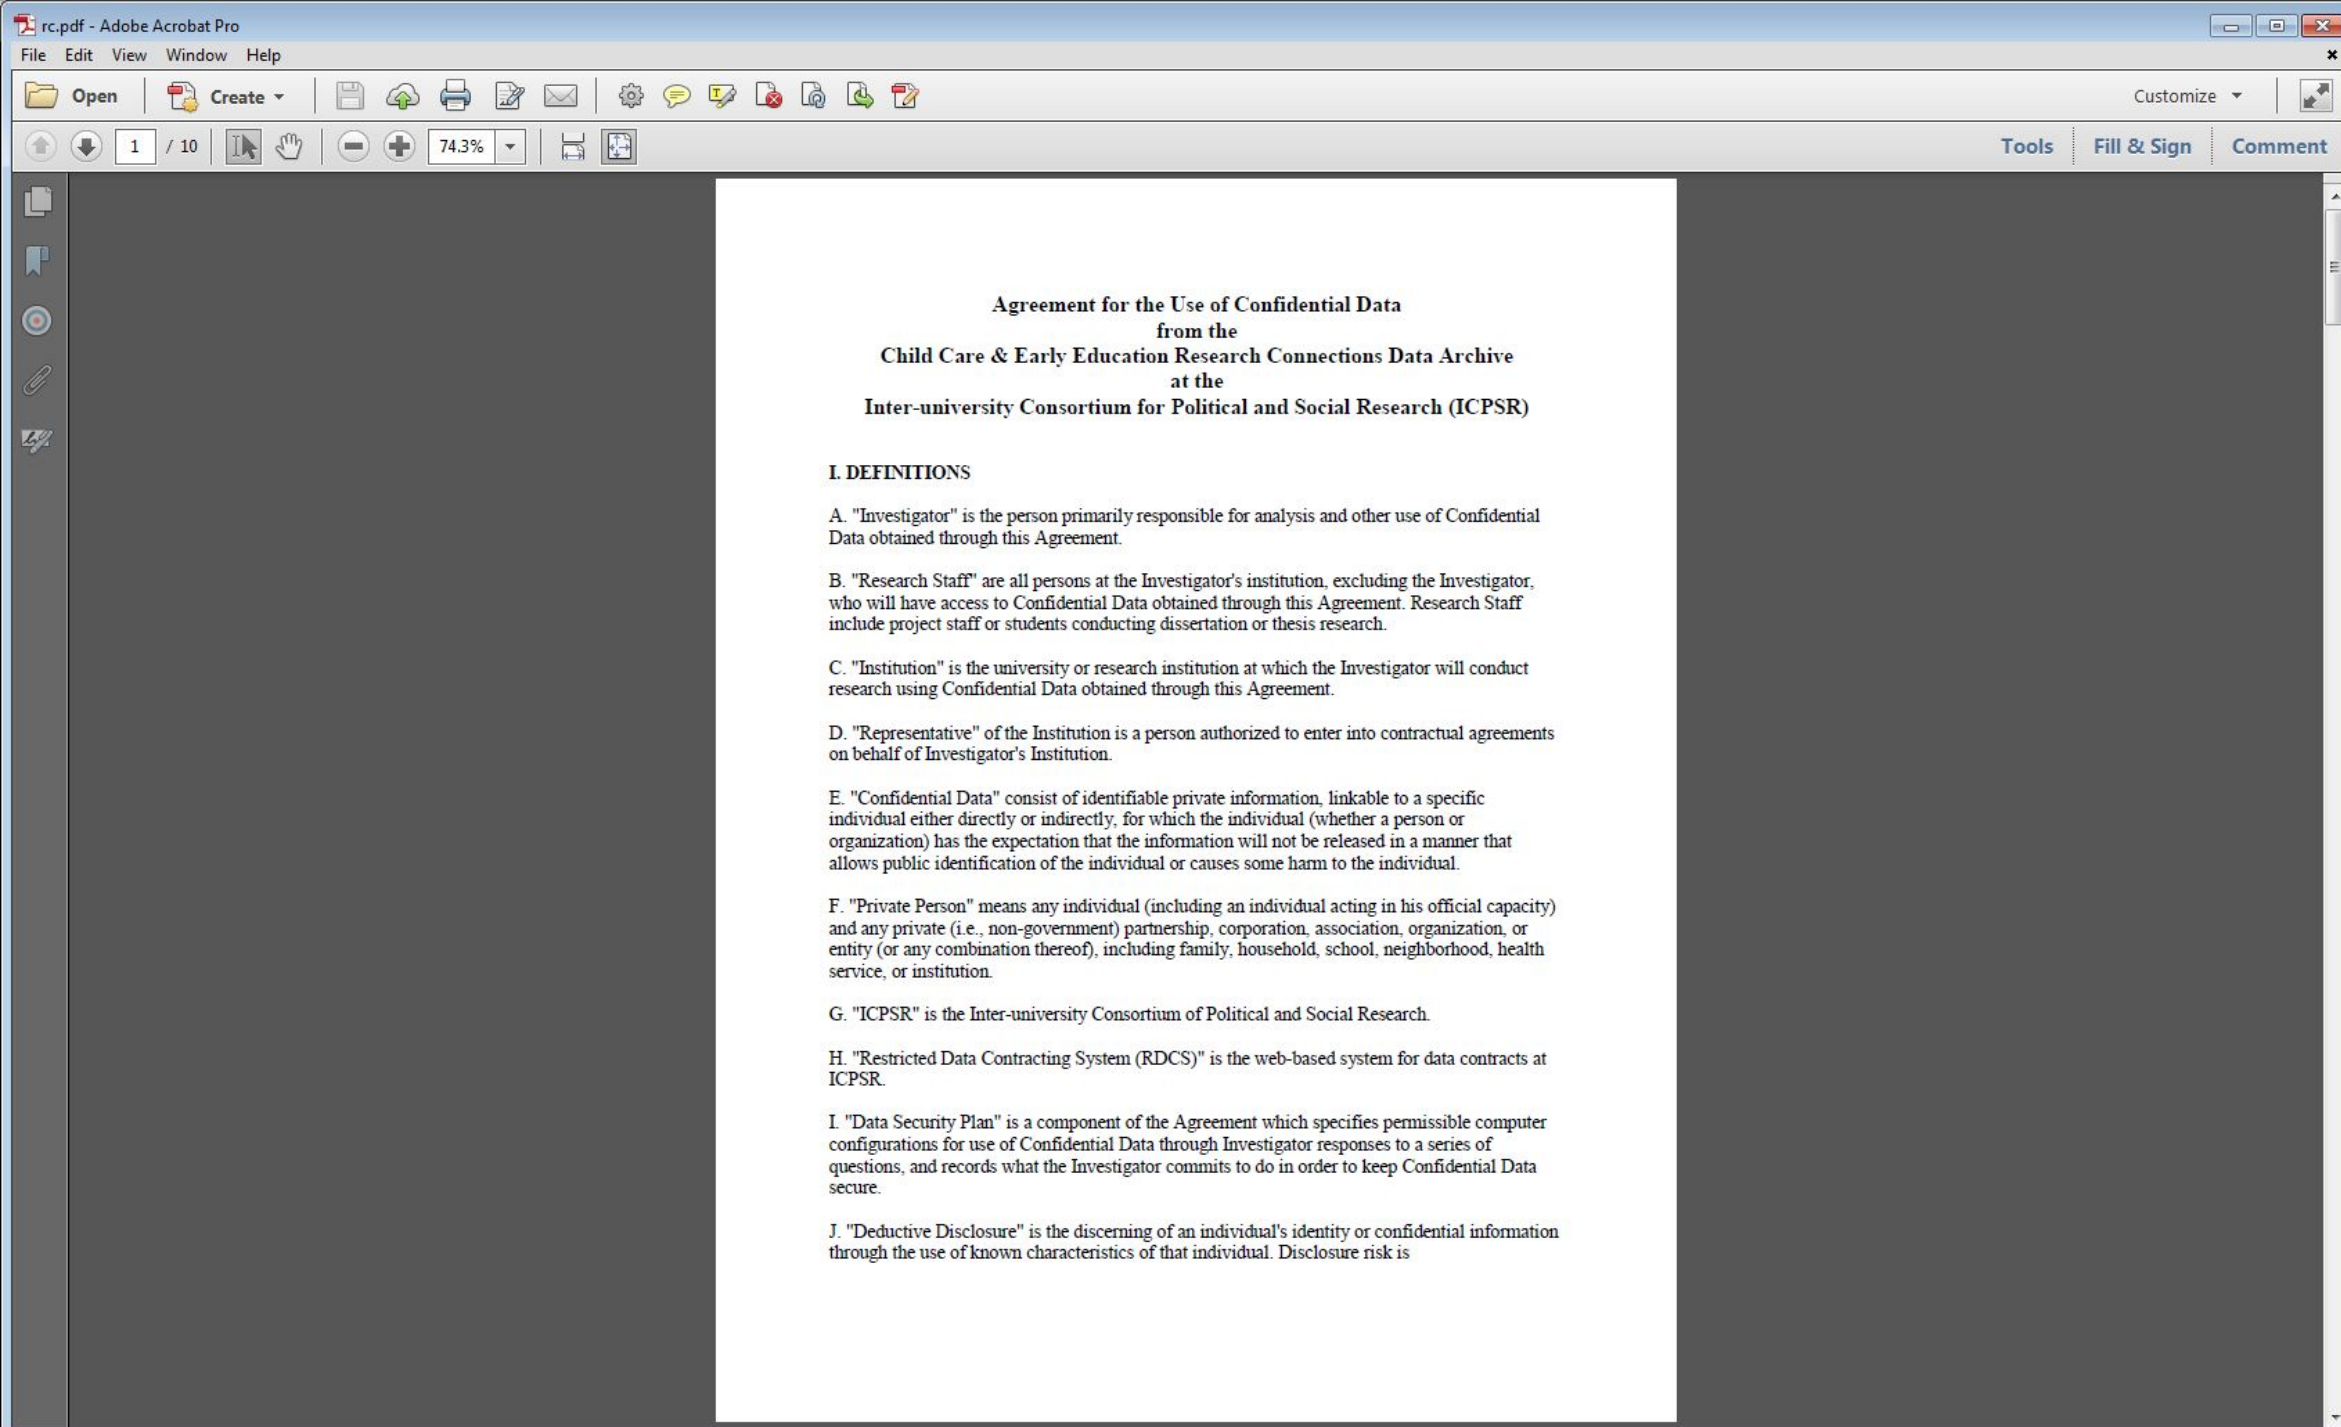 rc.pdf - Adobe Acrobat Pro
File Edit View Window Help
Open Create Customize
1 / 10 74.3% Tools Fill & Sign Comment
Agreement for the Use of Confidential Data
from the
Child Care & Early Education Research Connections Data Archive
at the
Inter-university Consortium for Political and Social Research (ICPSR)
I. DEFINITIONS
A. "Investigator" is the person primarily responsible for analysis and other use of Confidential
Data obtained through this Agreement.
B. "Research Staff" are all persons at the Investigator's institution, excluding the Investigator,
who will have access to Confidential Data obtained through this Agreement. Research Staff
include project staff or students conducting dissertation or thesis research.
C. "Institution" is the university or research institution at which the Investigator will conduct
research using Confidential Data obtained through this Agreement.
D. "Representative" of the Institution is a person authorized to enter into contractual agreements
on behalf of Investigator's Institution.
E. "Confidential Data" consist of identifiable private information, linkable to a specific
individual either directly or indirectly, for which the individual (whether a person or
organization) has the expectation that the information will not be released in a manner that
allows public identification of the individual or causes some harm to the individual.
F. "Private Person" means any individual (including an individual acting in his official capacity)
and any private (i.e., non-government) partnership, corporation, association, organization, or
entity (or any combination thereof), including family, household, school, neighborhood, health
service, or institution.
G. "ICPSR" is the Inter-university Consortium of Political and Social Research.
H. "Restricted Data Contracting System (RDCS)" is the web-based system for data contracts at
ICPSR.
I. "Data Security Plan" is a component of the Agreement which specifies permissible computer
configurations for use of Confidential Data through Investigator responses to a series of
questions, and records what the Investigator commits to do in order to keep Confidential Data
secure.
J. "Deductive Disclosure" is the discerning of an individual's identity or confidential information
through the use of known characteristics of that individual. Disclosure risk is